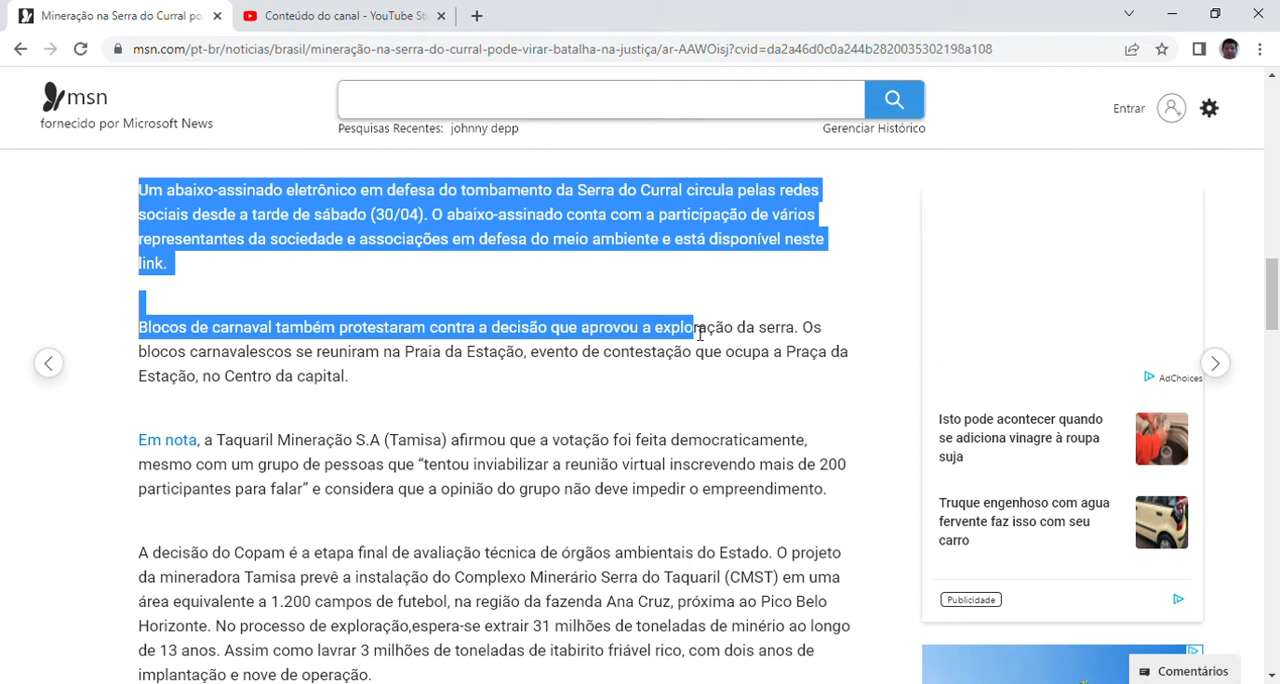 Mineração na Serra do Curral po
Conteúdo do canal - YouTube St
msn.com/pt-br/noticias/brasil/mineração-na-serra-do-curral-pode-virar-batalha-na-justiça/ar-AAWOisj?cvid=da2a46d0c0a244b2820035302198a108
msn
fornecido por Microsoft News
Pesquisas Recentes: johnny depp
Gerenciar Histórico
Entrar
Um abaixo-assinado eletrônico em defesa do tombamento da Serra do Curral circula pelas redes
sociais desde a tarde de sábado (30/04). O abaixo-assinado conta com a participação de vários
representantes da sociedade e associações em defesa do meio ambiente e está disponível neste
link.
Blocos de carnaval também protestaram contra a decisão que aprovou a exploração da serra. Os
blocos carnavalescos se reuniram na Praia da Estação, evento de contestação que ocupa a Praça da
Estação, no Centro da capital.
Em nota, a Taquaril Mineração S.A (Tamisa) afirmou que a votação foi feita democraticamente,
mesmo com um grupo de pessoas que “tentou inviabilizar a reunião virtual inscrevendo mais de 200
participantes para falar” e considera que a opinião do grupo não deve impedir o empreendimento.
A decisão do Copam é a etapa final de avaliação técnica de órgãos ambientais do Estado. O projeto
da mineradora Tamisa prevê a instalação do Complexo Minerário Serra do Taquaril (CMST) em uma
área equivalente a 1.200 campos de futebol, na região da fazenda Ana Cruz, próxima ao Pico Belo
Horizonte. No processo de exploração,espera-se extrair 31 milhões de toneladas de minério ao longo
de 13 anos. Assim como lavrar 3 milhões de toneladas de itabirito friável rico, com dois anos de
implantação e nove de operação.
AdChoices
Isto pode acontecer quando
se adiciona vinagre à roupa
suja
Truque engenhoso com agua
fervente faz isso com seu
carro
Publicidade
Comentários